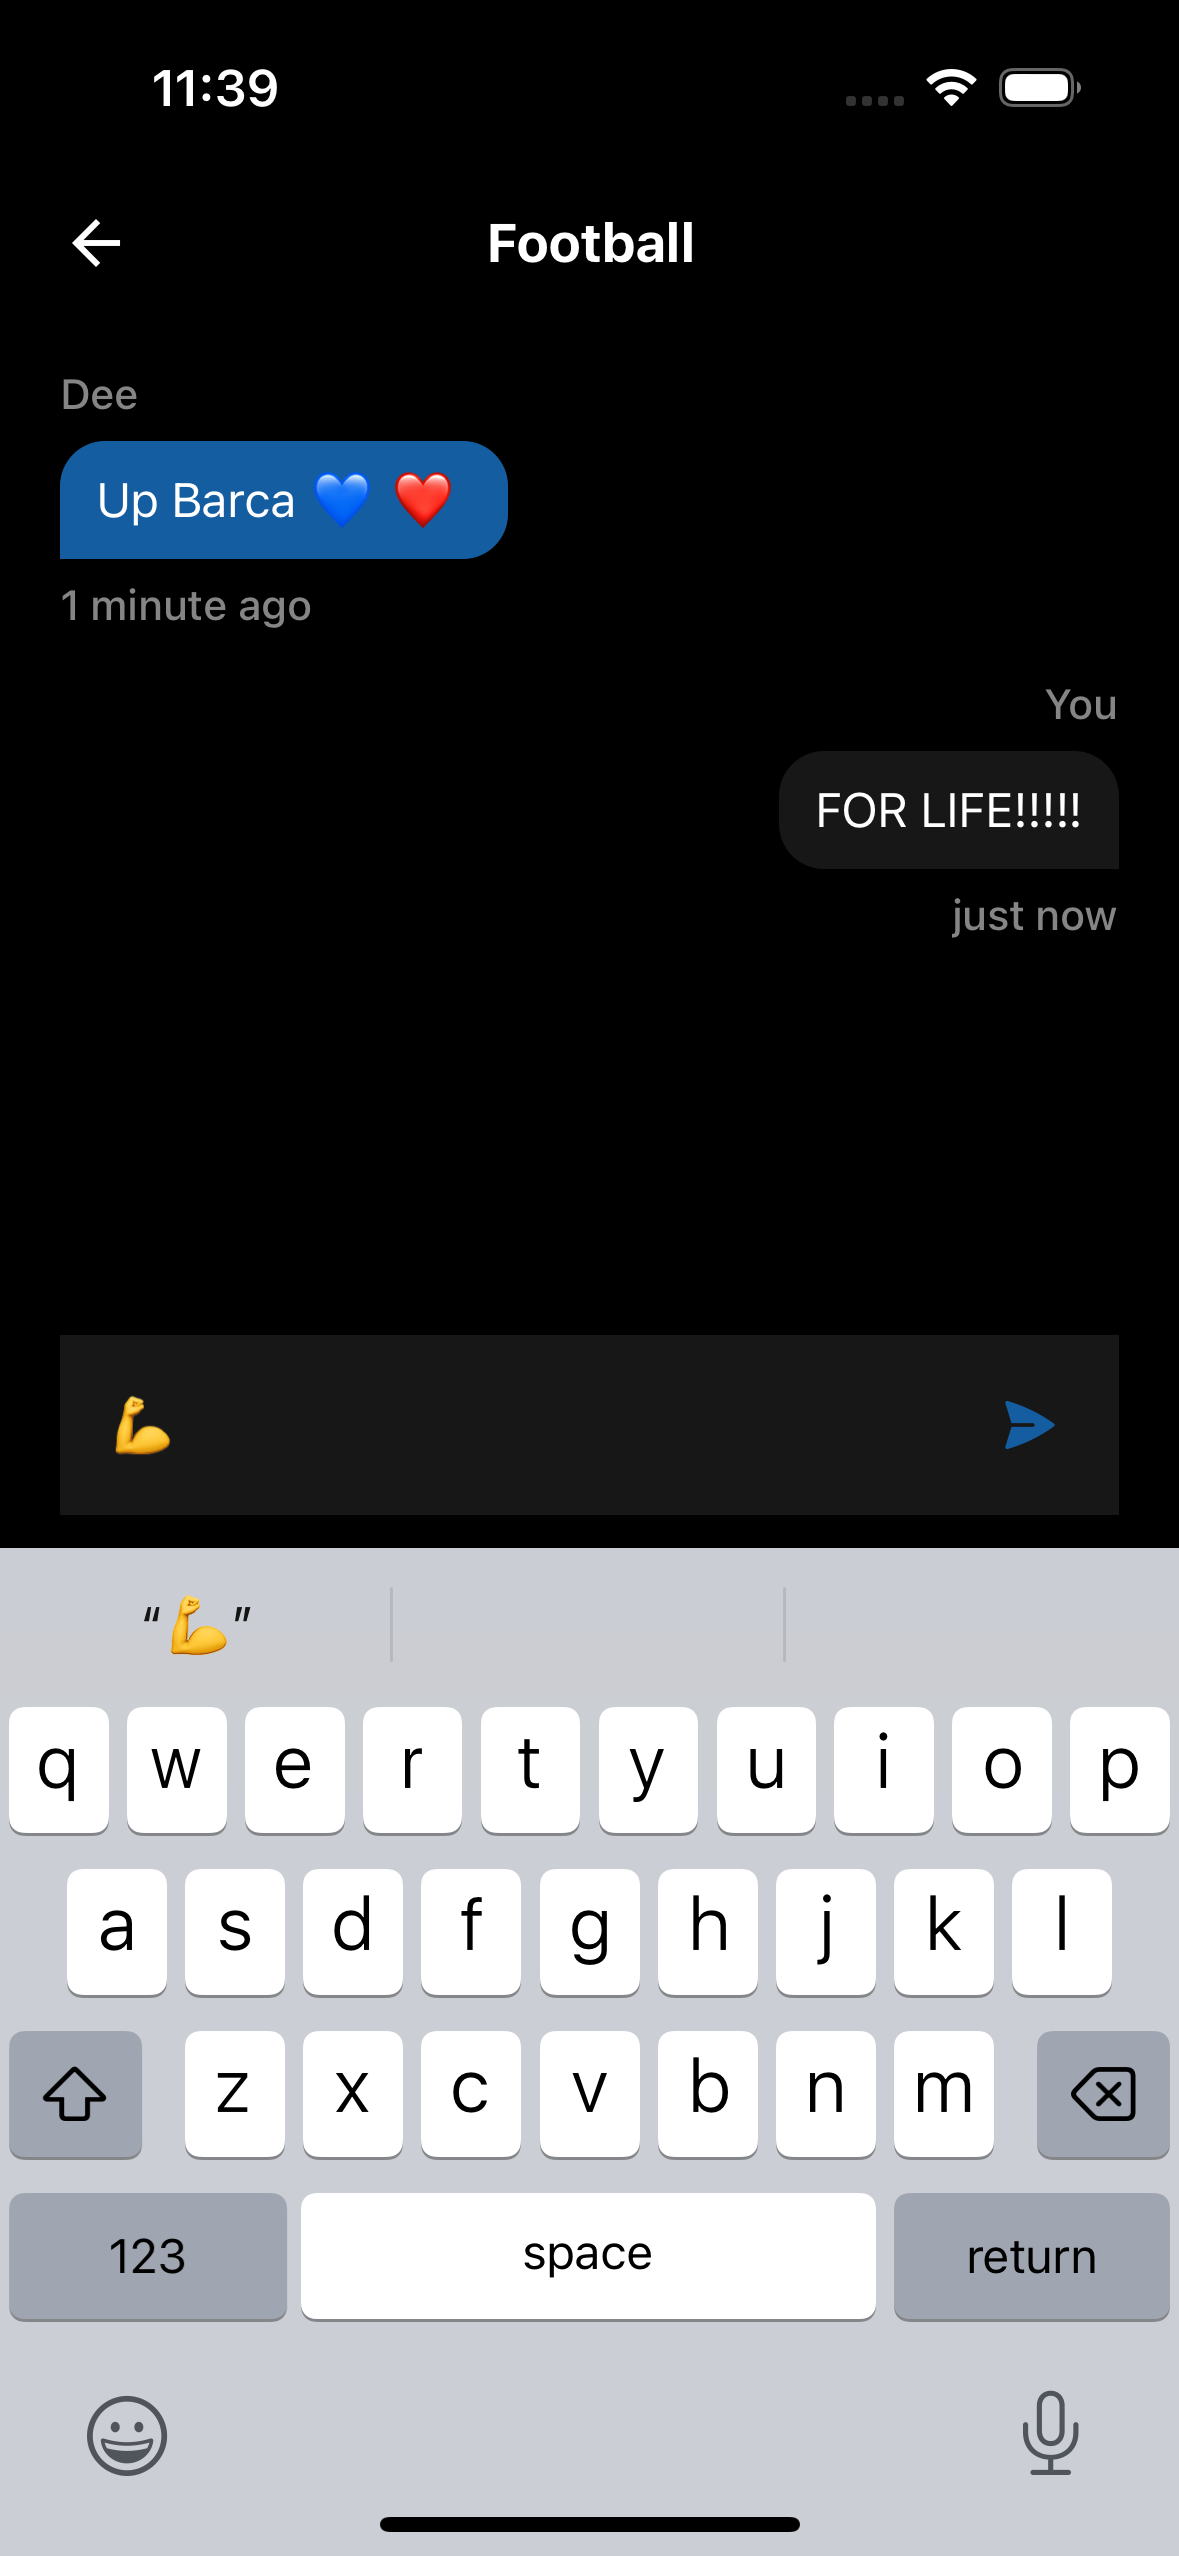 11:39
Football
Dee
Up Barca 💙 ❤️
1 minute ago
You
FOR LIFE!!!!!
just now
💪
“💪”
q w e r t y u i o p
a s d f g h j k l
z x c v b n m
123 space return